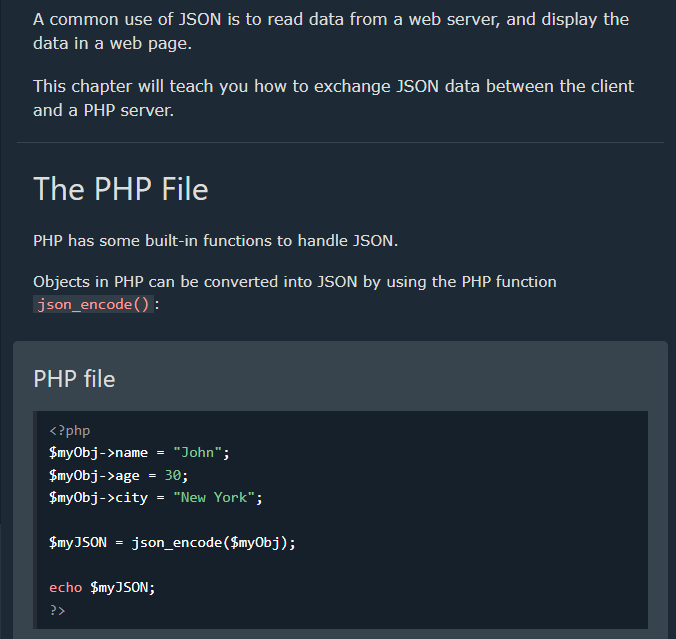 A common use of JSON is to read data from a web server, and display the
data in a web page.
This chapter will teach you how to exchange JSON data between the client
and a PHP server.
The PHP File
PHP has some built-in functions to handle JSON.
Objects in PHP can be converted into JSON by using the PHP function
json_encode():
PHP file
<?php
$myObj->name = "John";
$myObj->age = 30;
$myObj->city = "New York";
$myJSON = json_encode($myObj);
echo $myJSON;
?>